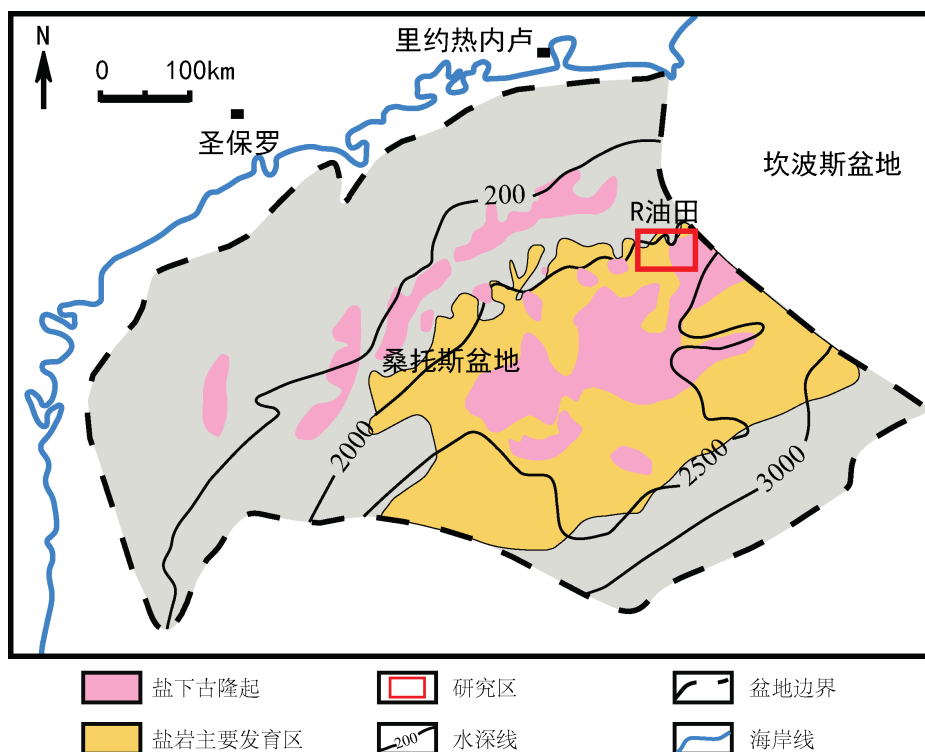 里约热内卢
N
0 100km
圣保罗
坎波斯盆地
200
R油田
桑托斯盆地
2000
2500
3000
盐下古隆起
研究区
盆地边界
盐岩主要发育区
200
水深线
海岸线